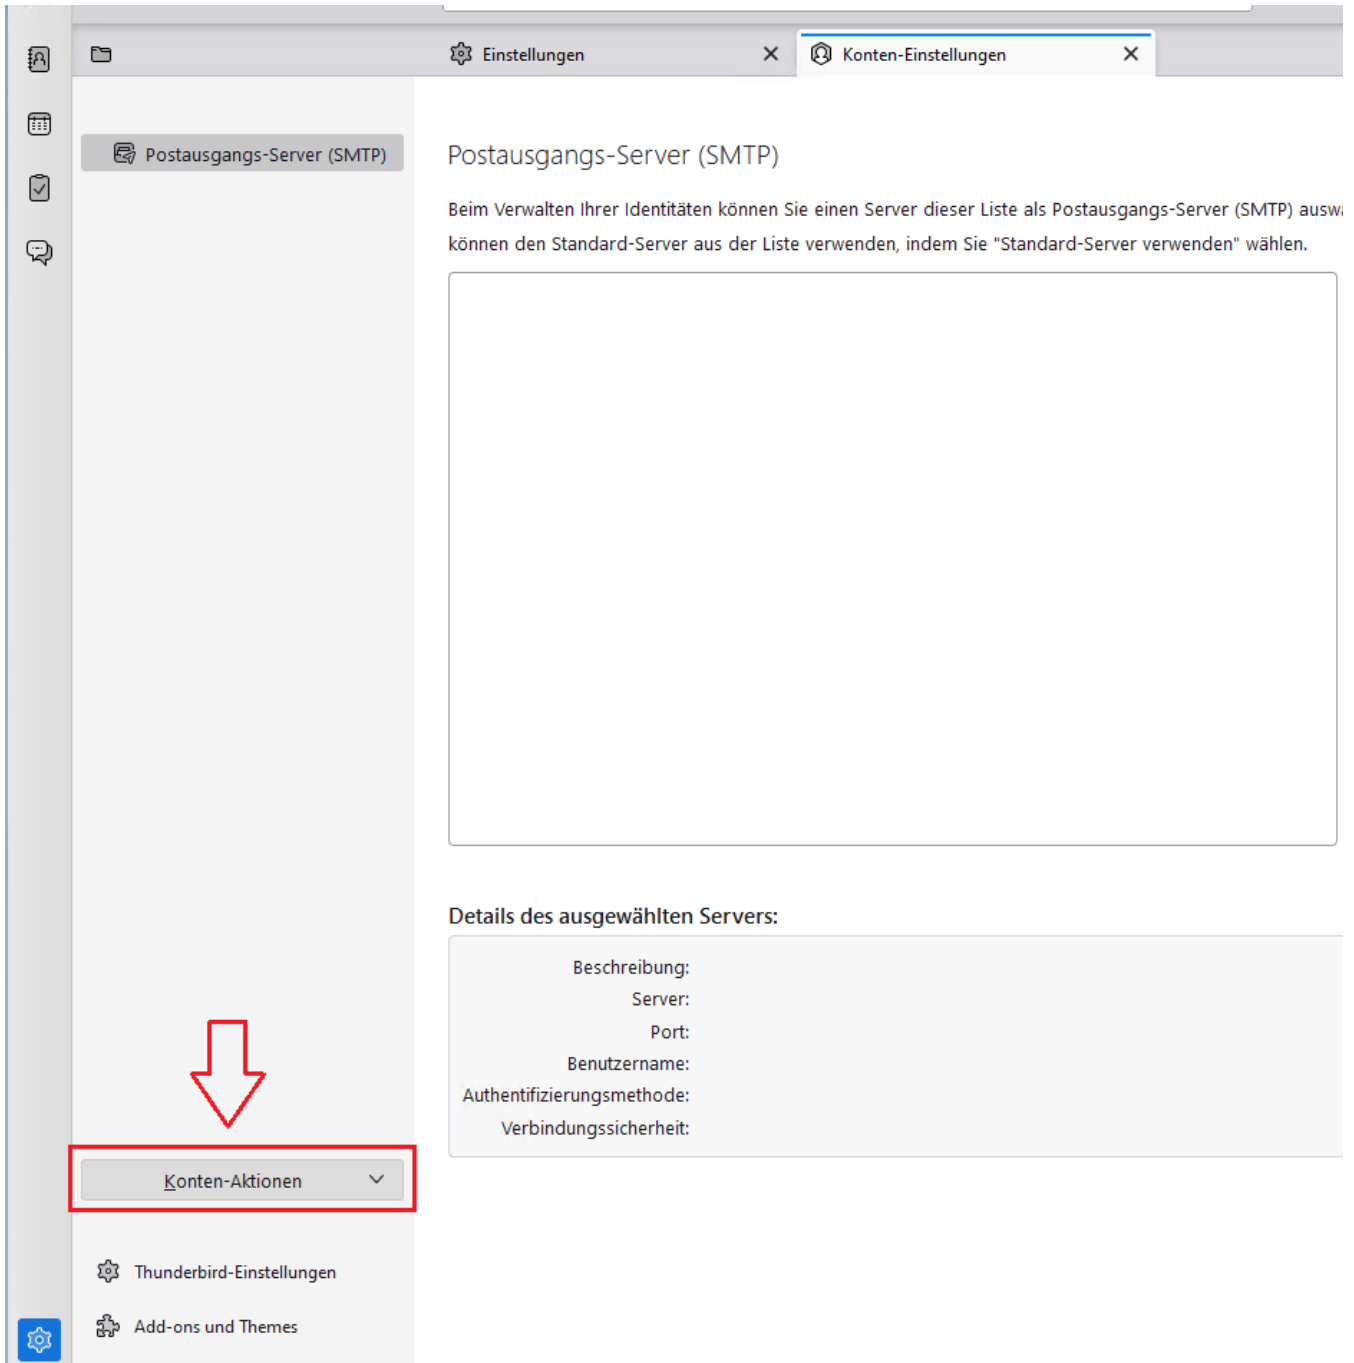 Einstellungen
Konten-Einstellungen
Postausgangs-Server (SMTP)
Postausgangs-Server (SMTP)
Beim Verwalten Ihrer Identitäten können Sie einen Server dieser Liste als Postausgangs-Server (SMTP)
können den Standard-Server aus der Liste verwenden, indem Sie "Standard-Server verwenden" wählen.
Details des ausgewählten Servers:
Beschreibung:
Server:
Port:
Benutzername:
Authentifizierungsmethode:
Verbindungssicherheit:
Konten-Aktionen
Thunderbird-Einstellungen
Add-ons und Themes